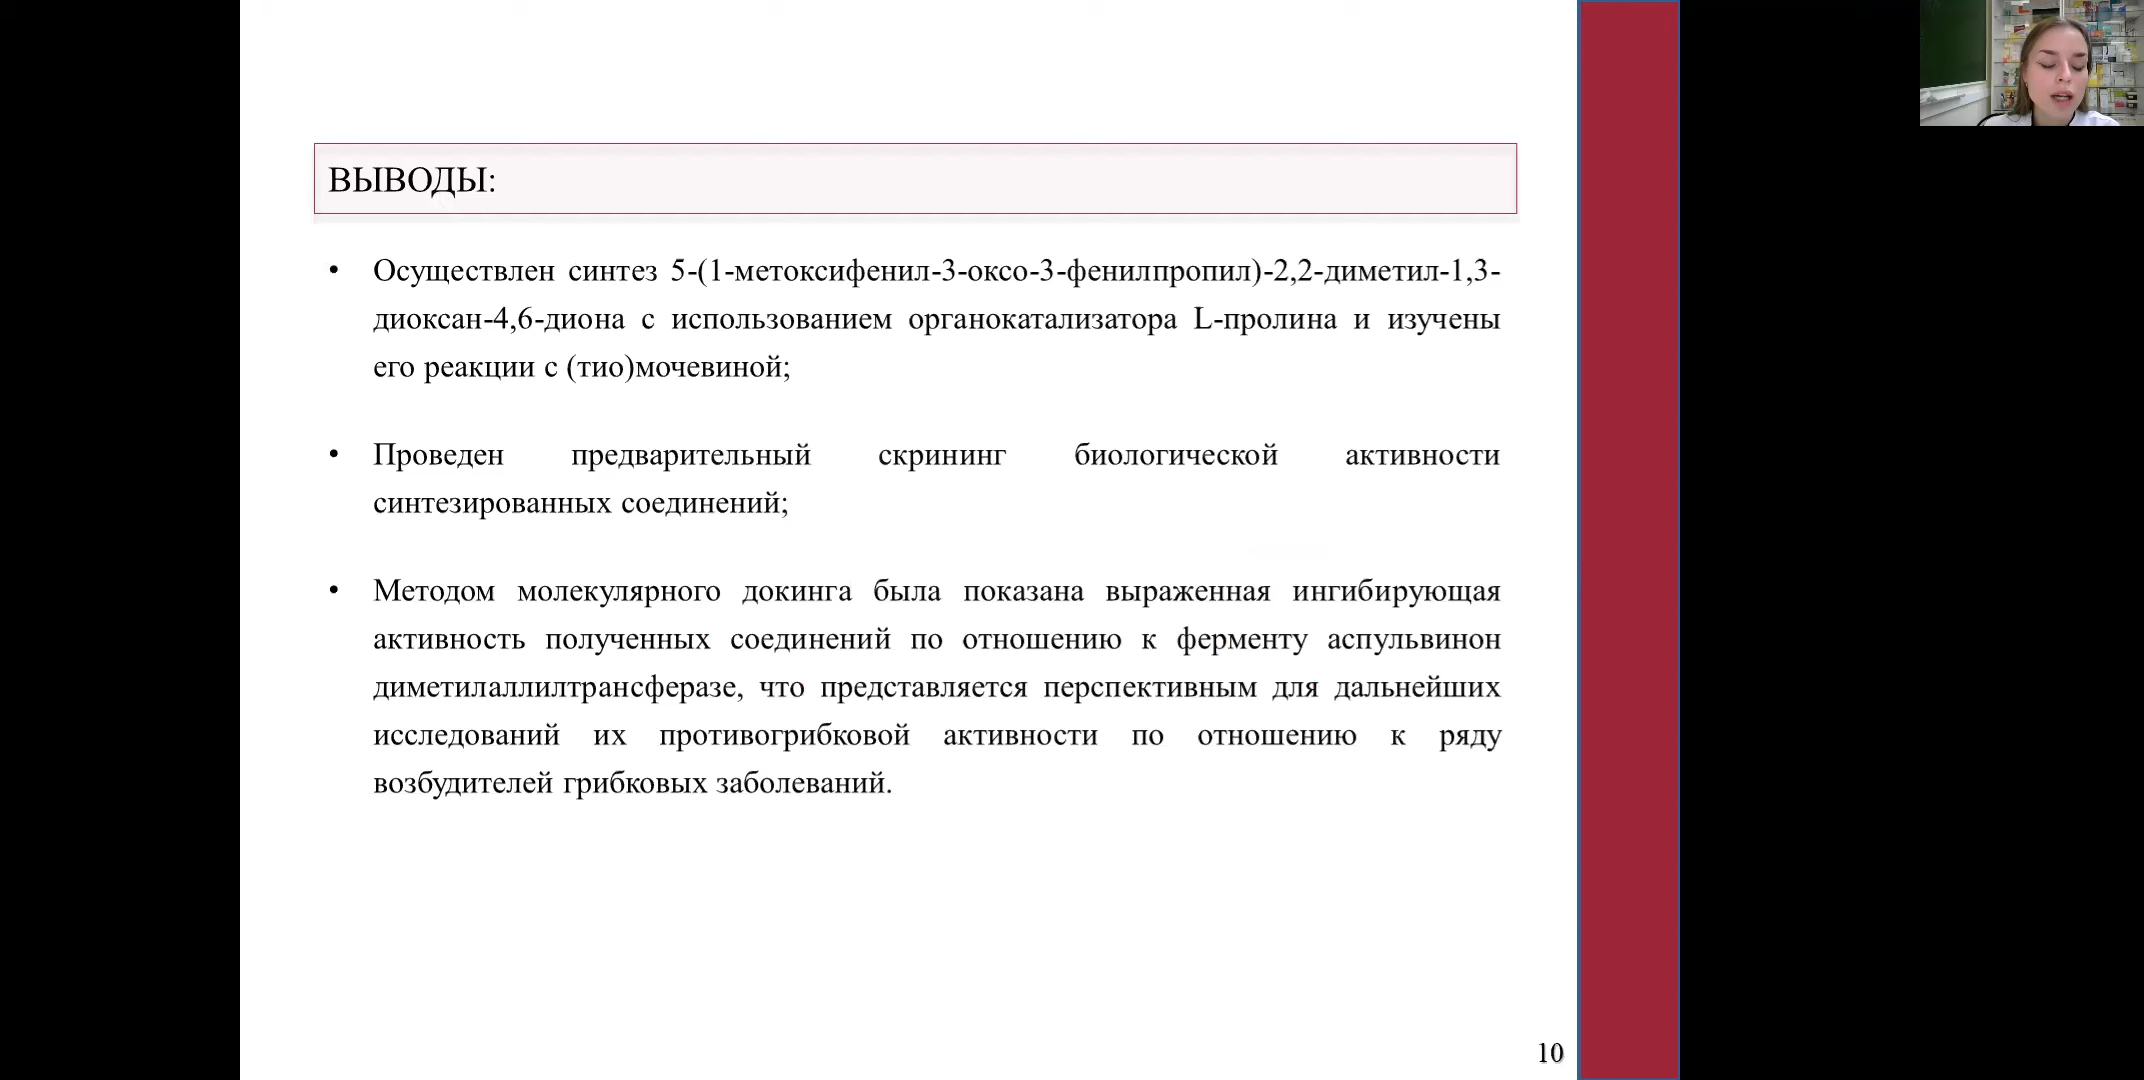 ВЫВОДЫ:
• Осуществлен синтез 5-(1-метоксифенил-3-оксо-3-фенилпропил)-2,2-диметил-1,3-
диоксан-4,6-диона с использованием органокатализатора L-пролина и изучены
его реакции с (тио)мочевиной;
• Проведен предварительный скрининг биологической активности
синтезированных соединений;
• Методом молекулярного докинга была показана выраженная ингибирующая
активность полученных соединений по отношению к ферменту аспульвинон
диметилаллилтрансферазе, что представляется перспективным для дальнейших
исследований их противогрибковой активности по отношению к ряду
возбудителей грибковых заболеваний.
10